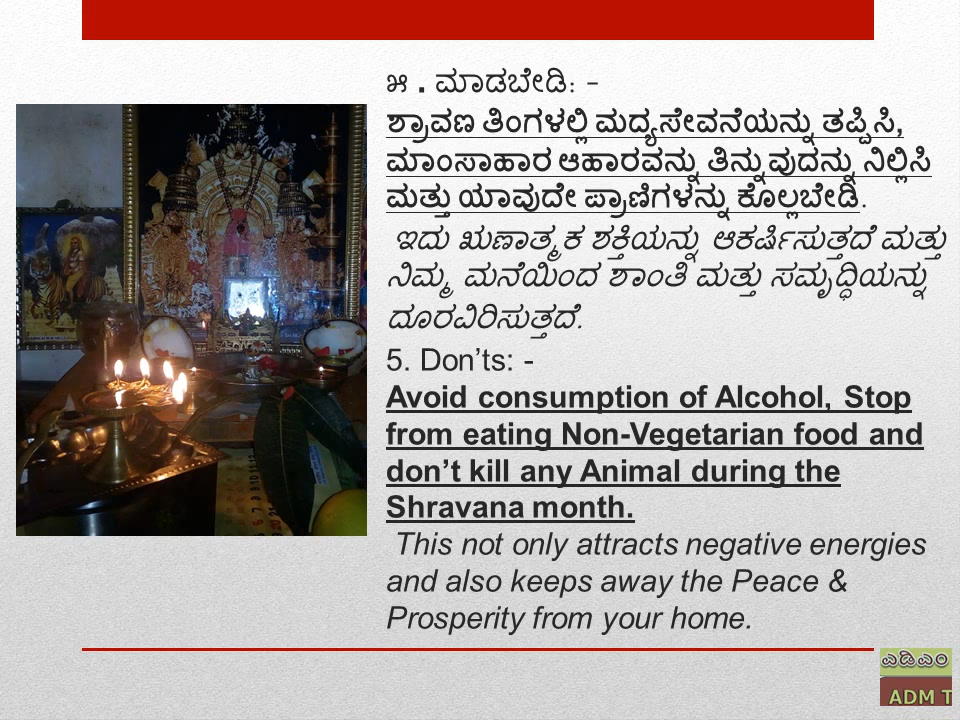 ೫ . ಮಾಡಬೇಡಿ: -
ಶ್ರಾವಣ ತಿಂಗಳಲ್ಲಿ ಮದ್ಯಸೇವನೆಯನ್ನು ತಪ್ಪಿಸಿ,
ಮಾಂಸಾಹಾರ ಆಹಾರವನ್ನು ತಿನ್ನುವುದನ್ನು ನಿಲ್ಲಿಸಿ
ಮತ್ತು ಯಾವುದೇ ಪ್ರಾಣಿಗಳನ್ನು ಕೊಲ್ಲಬೇಡಿ.
ಇದು ಋಣಾತ್ಮಕ ಶಕ್ತಿಯನ್ನು ಆಕರ್ಷಿಸುತ್ತದೆ ಮತ್ತು
ನಿಮ್ಮ ಮನೆಯಿಂದ ಶಾಂತಿ ಮತ್ತು ಸಮೃದ್ಧಿಯನ್ನು
ದೂರವಿರಿಸುತ್ತದೆ.
5. Don’ts: -
Avoid consumption of Alcohol, Stop
from eating Non-Vegetarian food and
don’t kill any Animal during the
Shravana month.
This not only attracts negative energies
and also keeps away the Peace &
Prosperity from your home.
ಎಡಿಎಂ
ADM T